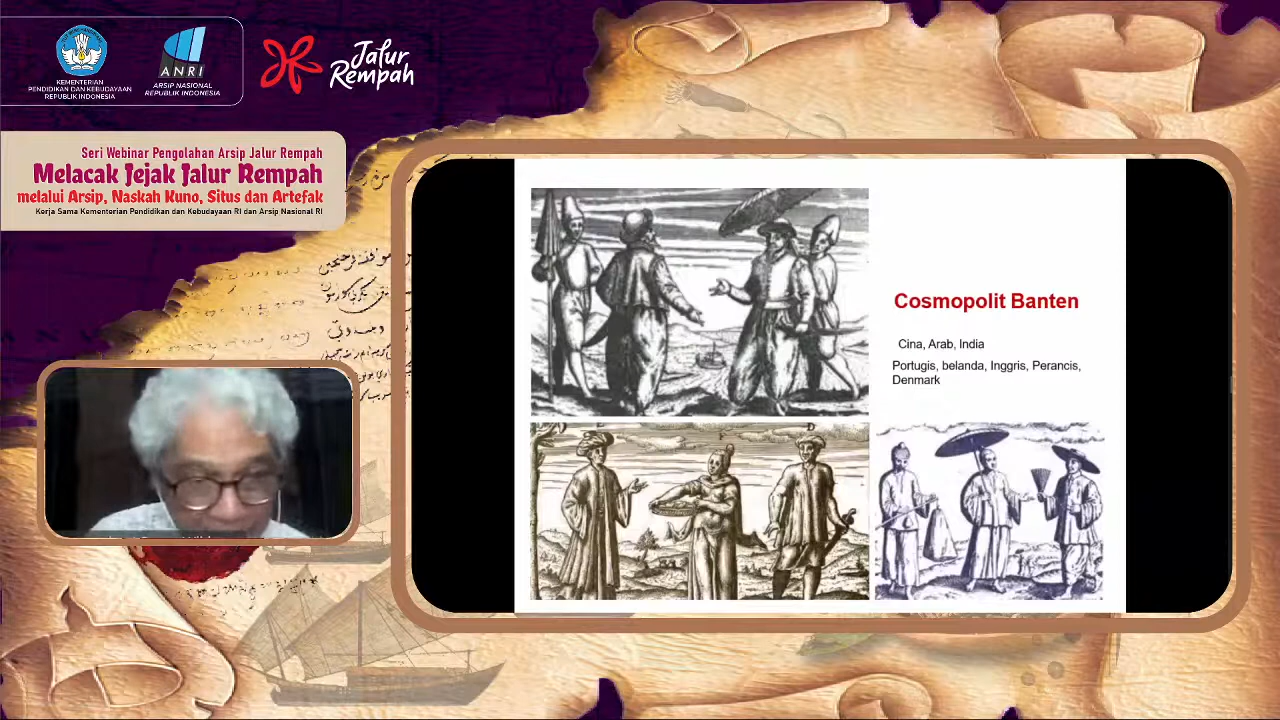 KEMENTERIAN
PENDIDIKAN DAN KEBUDAYAAN
REPUBLIK INDONESIA
ANRI
ARSIP NASIONAL
REPUBLIK INDONESIA
Jalur
Rempah
Seri Webinar Pengolahan Arsip Jalur Rempah
Melacak Jejak Jalur Rempah
melalui Arsip, Naskah Kuno, Situs dan Artefak
Kerja Sama Kementerian Pendidikan dan Kebudayaan RI dan Arsip Nasional RI
Cosmopolit Banten
Cina, Arab, India
Portugis, belanda, Inggris, Perancis,
Denmark
E F D